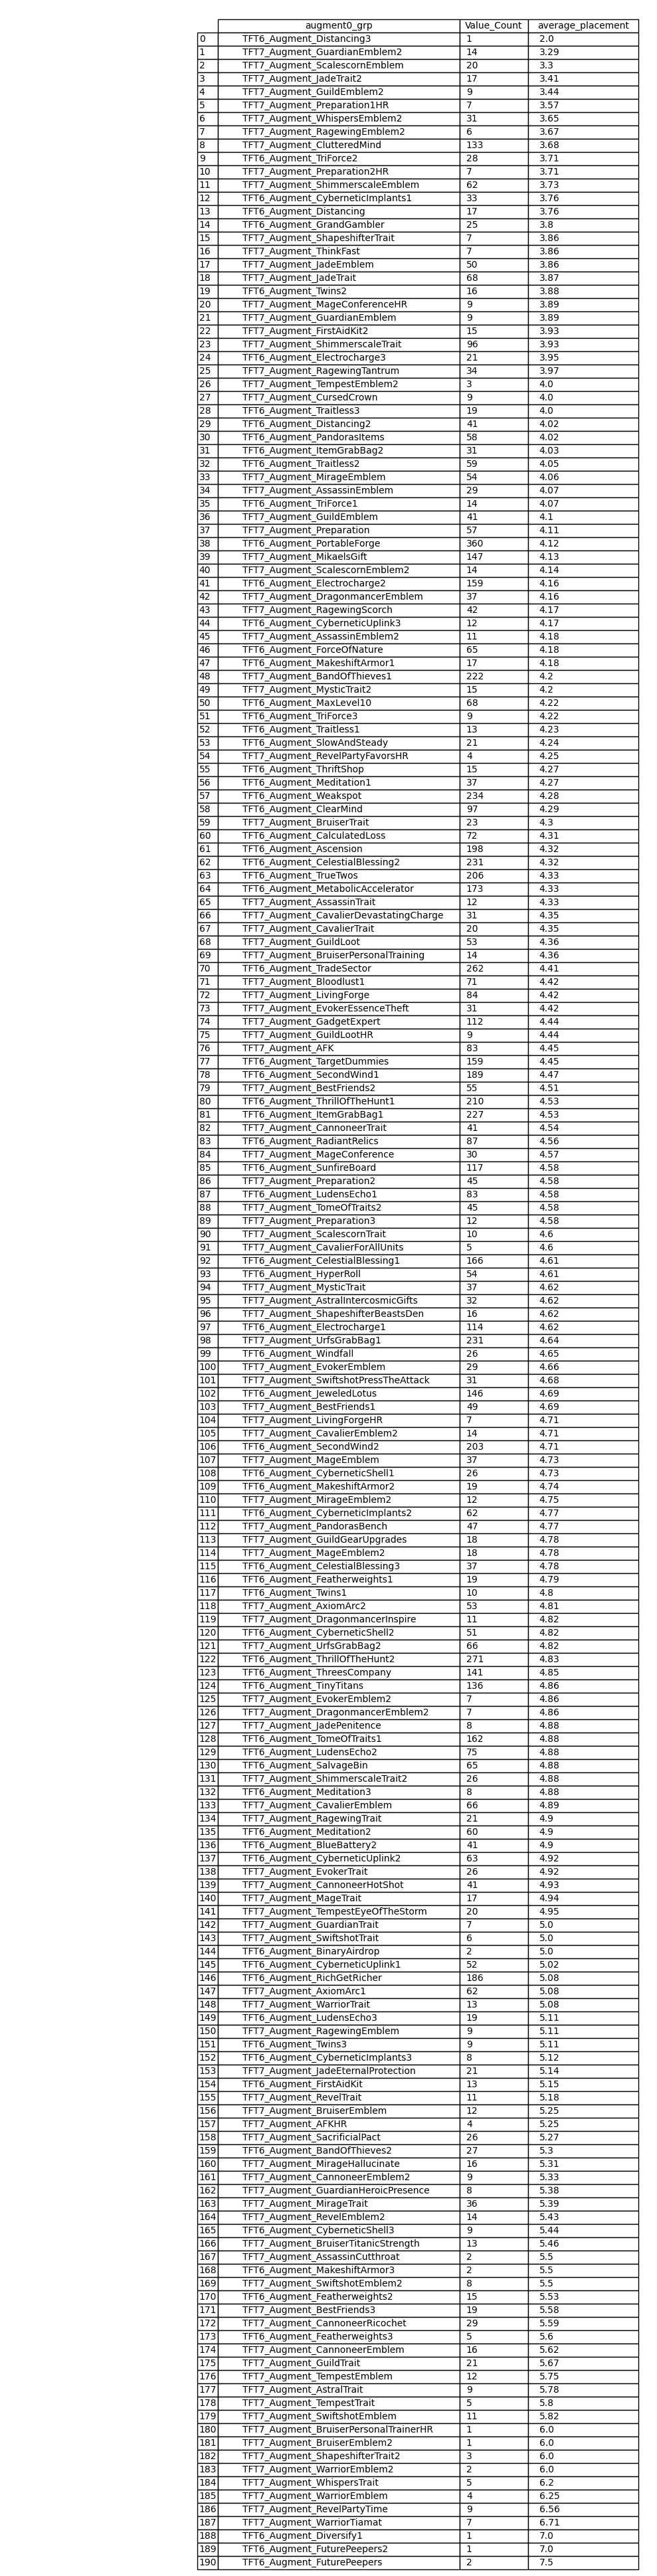 augment0_grp Value_Count average_placement
0 TFT6_Augment_Distancing3 1 2.0
1 TFT7_Augment_GuardianEmblem2 14 3.29
2 TFT7_Augment_ScalescornEmblem 20 3.3
3 TFT7_Augment_JadeTrait2 17 3.41
4 TFT7_Augment_GuildEmblem2 9 3.44
5 TFT7_Augment_Preparation1HR 7 3.57
6 TFT7_Augment_WhispersEmblem2 31 3.65
7 TFT7_Augment_RagewingEmblem2 6 3.67
8 TFT7_Augment_ClutteredMind 133 3.68
9 TFT6_Augment_TriForce2 28 3.71
10 TFT7_Augment_Preparation2HR 7 3.71
11 TFT7_Augment_ShimmerscaleEmblem 62 3.73
12 TFT6_Augment_CyberneticImplants1 33 3.76
13 TFT6_Augment_Distancing 17 3.76
14 TFT6_Augment_GrandGambler 25 3.8
15 TFT7_Augment_ShapeshifterTrait 7 3.86
16 TFT7_Augment_ThinkFast 7 3.86
17 TFT7_Augment_JadeEmblem 50 3.86
18 TFT7_Augment_JadeTrait 68 3.87
19 TFT6_Augment_Twins2 16 3.88
20 TFT7_Augment_MageConferenceHR 9 3.89
21 TFT7_Augment_GuardianEmblem 9 3.89
22 TFT7_Augment_FirstAidKit2 15 3.93
23 TFT7_Augment_ShimmerscaleTrait 96 3.93
24 TFT6_Augment_Electrocharge3 21 3.95
25 TFT7_Augment_RagewingTantrum 34 3.97
26 TFT7_Augment_TempestEmblem2 3 4.0
27 TFT7_Augment_CursedCrown 9 4.0
28 TFT6_Augment_Traitless3 19 4.0
29 TFT6_Augment_Distancing2 41 4.02
30 TFT6_Augment_PandorasItems 58 4.02
31 TFT6_Augment_ItemGrabBag2 31 4.03
32 TFT6_Augment_Traitless2 59 4.05
33 TFT7_Augment_MirageEmblem 54 4.06
34 TFT7_Augment_AssassinEmblem 29 4.07
35 TFT6_Augment_TriForce1 14 4.07
36 TFT7_Augment_GuildEmblem 41 4.1
37 TFT7_Augment_Preparation 57 4.11
38 TFT6_Augment_PortableForge 360 4.12
39 TFT7_Augment_MikaelsGift 147 4.13
40 TFT7_Augment_ScalescornEmblem2 14 4.14
41 TFT6_Augment_Electrocharge2 159 4.16
42 TFT7_Augment_DragonmancerEmblem 37 4.16
43 TFT7_Augment_RagewingScorch 42 4.17
44 TFT6_Augment_CyberneticUplink3 12 4.17
45 TFT7_Augment_AssassinEmblem2 11 4.18
46 TFT6_Augment_ForceOfNature 65 4.18
47 TFT6_Augment_MakeshiftArmor1 17 4.18
48 TFT7_Augment_BandOfThieves1 222 4.2
49 TFT7_Augment_MysticTrait2 15 4.2
50 TFT7_Augment_MaxLevel10 68 4.22
51 TFT6_Augment_TriForce3 9 4.22
52 TFT6_Augment_Traitless1 13 4.23
53 TFT6_Augment_SlowAndSteady 21 4.24
54 TFT7_Augment_RevelPartyFavorsHR 4 4.25
55 TFT6_Augment_ThriftShop 15 4.27
56 TFT6_Augment_Meditation1 37 4.27
57 TFT6_Augment_Weakspot 234 4.28
58 TFT6_Augment_ClearMind 97 4.29
59 TFT7_Augment_BruiserTrait 23 4.3
60 TFT6_Augment_CalculatedLoss 72 4.31
61 TFT6_Augment_Ascension 198 4.32
62 TFT6_Augment_CelestialBlessing2 231 4.32
63 TFT6_Augment_TrueTwos 206 4.33
64 TFT6_Augment_MetabolicAccelerator 173 4.33
65 TFT7_Augment_AssassinTrait 12 4.33
66 TFT7_Augment_CavalierDevastatingCharge 31 4.35
67 TFT7_Augment_CavalierTrait 20 4.35
68 TFT7_Augment_GuildLoot 53 4.36
69 TFT7_Augment_BruiserPersonalTraining 14 4.36
70 TFT6_Augment_TradeSector 262 4.41
71 TFT7_Augment_Bloodlust1 71 4.42
72 TFT7_Augment_LivingForge 84 4.42
73 TFT7_Augment_EvokerEssenceTheft 31 4.42
74 TFT7_Augment_GadgetExpert 112 4.44
75 TFT7_Augment_GuildLootHR 9 4.44
76 TFT7_Augment_AFK 83 4.45
77 TFT6_Augment_TargetDummies 159 4.45
78 TFT6_Augment_SecondWind1 189 4.47
79 TFT7_Augment_BestFriends2 55 4.51
80 TFT6_Augment_ThrillOfTheHunt1 210 4.53
81 TFT6_Augment_ItemGrabBag1 227 4.53
82 TFT7_Augment_CannoneerTrait 41 4.54
83 TFT6_Augment_RadiantRelics 87 4.56
84 TFT7_Augment_MageConference 30 4.57
85 TFT6_Augment_SunfireBoard 117 4.58
86 TFT7_Augment_Preparation2 45 4.58
87 TFT6_Augment_LudensEcho1 83 4.58
88 TFT7_Augment_TomeOfTraits2 45 4.58
89 TFT7_Augment_Preparation3 12 4.58
90 TFT7_Augment_ScalescornTrait 10 4.6
91 TFT7_Augment_CavalierForAllUnits 5 4.6
92 TFT6_Augment_CelestialBlessing1 166 4.61
93 TFT6_Augment_HyperRoll 54 4.61
94 TFT7_Augment_MysticTrait 37 4.62
95 TFT7_Augment_AstralIntercosmicGifts 32 4.62
96 TFT7_Augment_ShapeshifterBeastsDen 16 4.62
97 TFT6_Augment_Electrocharge1 114 4.62
98 TFT7_Augment_UrfsGrabBag1 231 4.64
99 TFT6_Augment_Windfall 26 4.65
100 TFT7_Augment_EvokerEmblem 29 4.66
101 TFT7_Augment_SwiftshotPressTheAttack 31 4.68
102 TFT6_Augment_JeweledLotus 146 4.69
103 TFT7_Augment_BestFriends1 49 4.69
104 TFT7_Augment_LivingForgeHR 7 4.71
105 TFT7_Augment_CavalierEmblem2 14 4.71
106 TFT6_Augment_SecondWind2 203 4.71
107 TFT7_Augment_MageEmblem 37 4.73
108 TFT6_Augment_CyberneticShell1 26 4.73
109 TFT6_Augment_MakeshiftArmor2 19 4.74
110 TFT7_Augment_MirageEmblem2 12 4.75
111 TFT6_Augment_CyberneticImplants2 62 4.77
112 TFT7_Augment_PandorasBench 47 4.77
113 TFT7_Augment_GuildGearUpgrades 18 4.78
114 TFT7_Augment_MageEmblem2 18 4.78
115 TFT6_Augment_CelestialBlessing3 37 4.78
116 TFT6_Augment_Featherweights1 19 4.79
117 TFT6_Augment_Twins1 10 4.8
118 TFT7_Augment_AxiomArc2 53 4.81
119 TFT7_Augment_DragonmancerInspire 11 4.82
120 TFT6_Augment_CyberneticShell2 51 4.82
121 TFT7_Augment_UrfsGrabBag2 66 4.82
122 TFT6_Augment_ThrillOfTheHunt2 271 4.83
123 TFT6_Augment_ThreesCompany 141 4.85
124 TFT6_Augment_TinyTitans 136 4.86
125 TFT7_Augment_EvokerEmblem2 7 4.86
126 TFT7_Augment_DragonmancerEmblem2 7 4.86
127 TFT7_Augment_JadePenitence 8 4.88
128 TFT6_Augment_TomeOfTraits1 162 4.88
129 TFT6_Augment_LudensEcho2 75 4.88
130 TFT6_Augment_SalvageBin 65 4.88
131 TFT7_Augment_ShimmerscaleTrait2 26 4.88
132 TFT6_Augment_Meditation3 8 4.88
133 TFT7_Augment_CavalierEmblem 66 4.89
134 TFT7_Augment_RagewingTrait 21 4.9
135 TFT6_Augment_Meditation2 60 4.9
136 TFT6_Augment_BlueBattery2 41 4.9
137 TFT6_Augment_CyberneticUplink2 63 4.92
138 TFT7_Augment_EvokerTrait 26 4.92
139 TFT7_Augment_CannoneerHotShot 41 4.93
140 TFT7_Augment_MageTrait 17 4.94
141 TFT7_Augment_TempestEyeOfTheStorm 20 4.95
142 TFT7_Augment_GuardianTrait 7 5.0
143 TFT7_Augment_SwiftshotTrait 6 5.0
144 TFT6_Augment_BinaryAirdrop 2 5.0
145 TFT6_Augment_CyberneticUplink1 52 5.02
146 TFT6_Augment_RichGetRicher 186 5.08
147 TFT7_Augment_AxiomArc1 62 5.08
148 TFT7_Augment_WarriorTrait 13 5.08
149 TFT6_Augment_LudensEcho3 19 5.11
150 TFT7_Augment_RagewingEmblem 9 5.11
151 TFT6_Augment_Twins3 9 5.11
152 TFT6_Augment_CyberneticImplants3 8 5.12
153 TFT7_Augment_JadeEternalProtection 21 5.14
154 TFT6_Augment_FirstAidKit 13 5.15
155 TFT7_Augment_RevelTrait 11 5.18
156 TFT7_Augment_BruiserEmblem 12 5.25
157 TFT7_Augment_AFKHR 4 5.25
158 TFT7_Augment_SacrificialPact 26 5.27
159 TFT6_Augment_BandOfThieves2 27 5.3
160 TFT7_Augment_MirageHallucinate 16 5.31
161 TFT7_Augment_CannoneerEmblem2 9 5.33
162 TFT7_Augment_GuardianHeroicPresence 8 5.38
163 TFT7_Augment_MirageTrait 36 5.39
164 TFT7_Augment_RevelEmblem2 14 5.43
165 TFT6_Augment_CyberneticShell3 9 5.44
166 TFT7_Augment_BruiserTitanicStrength 13 5.46
167 TFT7_Augment_AssassinCutthroat 2 5.5
168 TFT6_Augment_MakeshiftArmor3 2 5.5
169 TFT7_Augment_SwiftshotEmblem2 8 5.5
170 TFT6_Augment_Featherweights2 15 5.53
171 TFT7_Augment_BestFriends3 19 5.58
172 TFT7_Augment_CannoneerRicochet 29 5.59
173 TFT6_Augment_Featherweights3 5 5.6
174 TFT7_Augment_CannoneerEmblem 16 5.62
175 TFT7_Augment_GuildTrait 21 5.67
176 TFT7_Augment_TempestEmblem 12 5.75
177 TFT7_Augment_AstralTrait 9 5.78
178 TFT7_Augment_TempestTrait 5 5.8
179 TFT7_Augment_SwiftshotEmblem 11 5.82
180 TFT7_Augment_BruiserPersonalTrainerHR 1 6.0
181 TFT7_Augment_BruiserEmblem2 1 6.0
182 TFT7_Augment_ShapeshifterTrait2 3 6.0
183 TFT7_Augment_WarriorEmblem2 2 6.0
184 TFT7_Augment_WhispersTrait 5 6.2
185 TFT7_Augment_WarriorEmblem 4 6.25
186 TFT7_Augment_RevelPartyTime 9 6.56
187 TFT7_Augment_WarriorTiamat 7 6.71
188 TFT6_Augment_Diversify1 1 7.0
189 TFT6_Augment_FuturePeepers2 1 7.0
190 TFT6_Augment_FuturePeepers 2 7.5